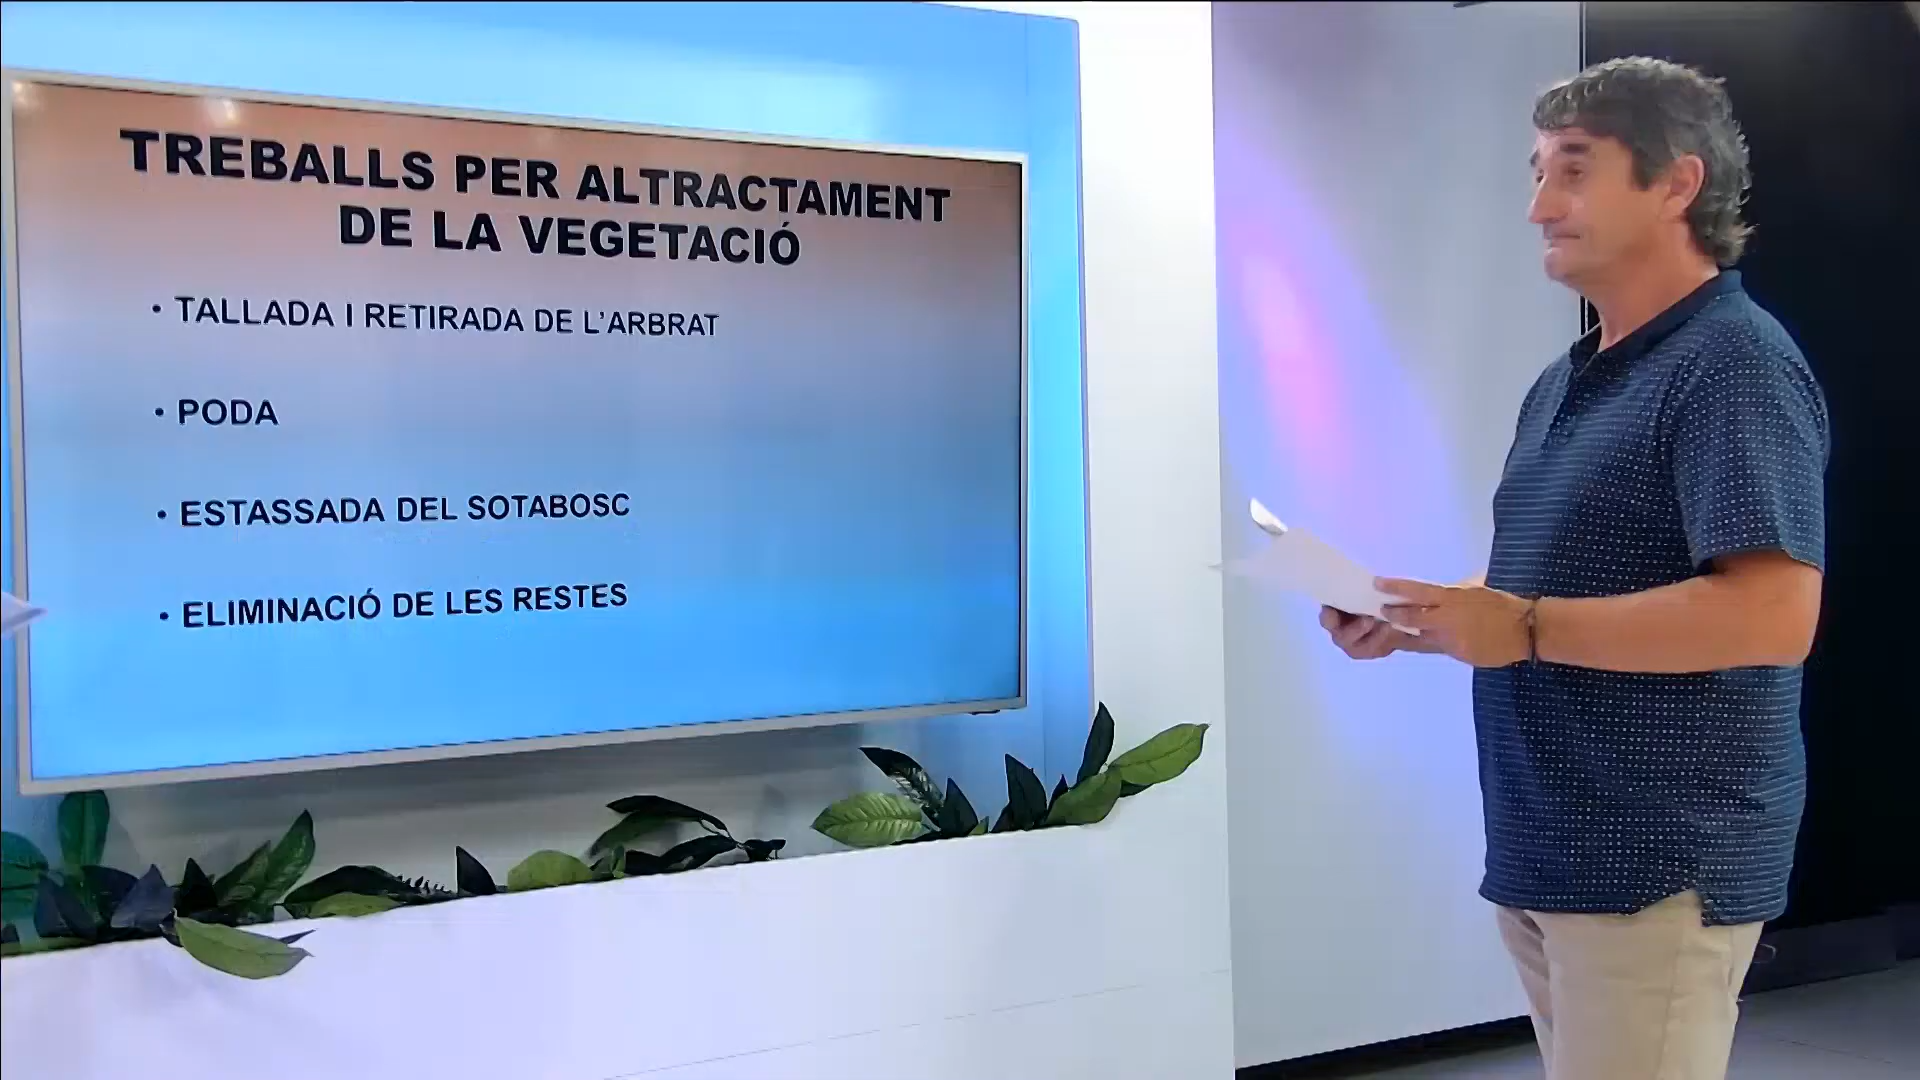 TREBALLS PER ALTRACTAMENT
DE LA VEGETACIÓ
• TALLADA I RETIRADA DE L'ARBRAT
• PODA
• ESTASSADA DEL SOTABOSC
• ELIMINACIÓ DE LES RESTES